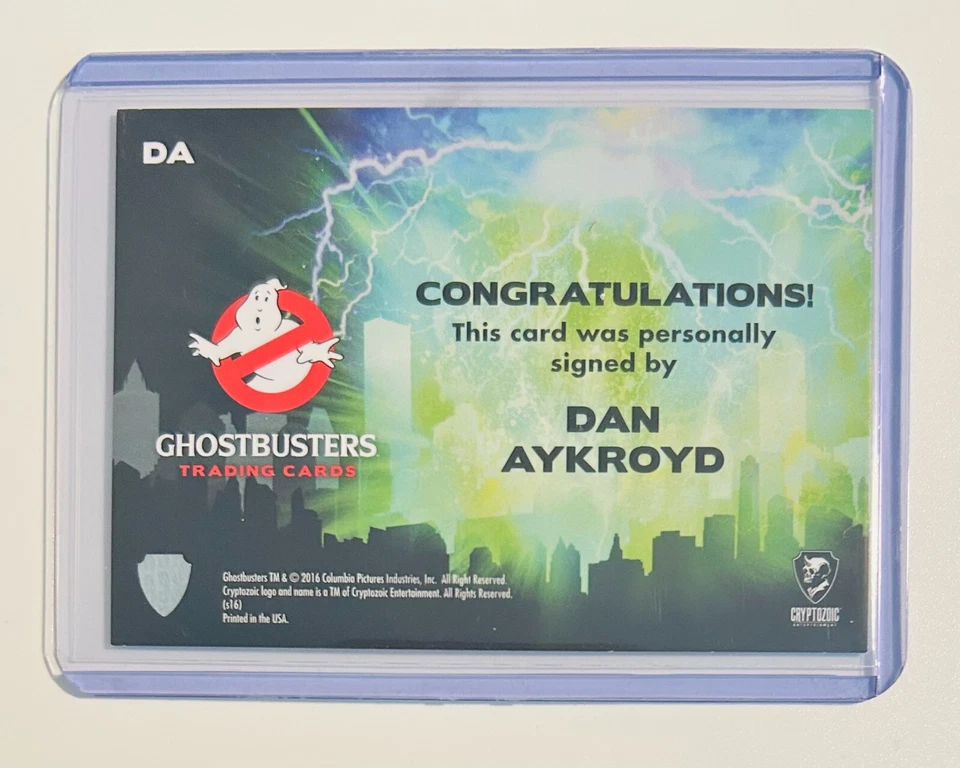 DA
CONGRATULATIONS!
This card was personally
signed by
DAN
AYKROYD
GHOSTBUSTERS
TRADING CARDS
Ghostbusters TM & © 2016 Columbia Pictures Industries, Inc. All Right Reserved.
Cryptozoic logo and name is a TM of Cryptozoic Entertainment. All Rights Reserved.
(s16)
Printed in the USA.
CRYPTOZOIC
ENTERTAINMENT